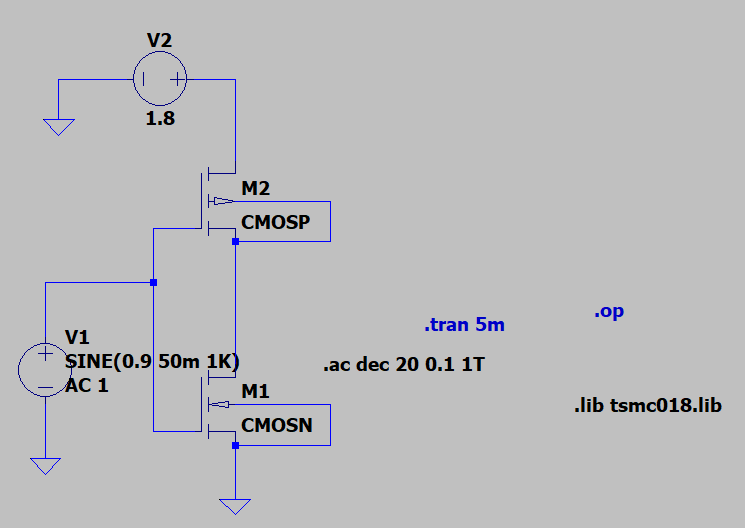 V2
1.8
M2
CMOSP
.tran 5m
.op
V1
SINE(0.9 50m 1K)
AC 1
.ac dec 20 0.1 1T
M1
CMOSN
.lib tsmc018.lib